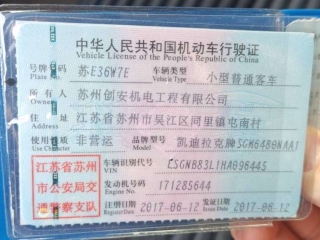 中华人民共和国机动车行驶证
Vehicle License of the People's Republic of China
号牌号码 苏E36W7E 车辆类型 小型普通客车
Plate No. Vehicle Type
所有人 苏州创安机电工程有限公司
Owner
住址 江苏省苏州市吴江区同里镇屯南村
Address
使用性质 非营运 品牌型号 凯迪拉克牌SGM6480NAA1
Use Character Model
江苏省苏州
市公安局交
通警察支队
车辆识别代号
VIN
发动机号码 171285644
Engine No.
注册日期 2017-06-12 发证日期 2017-06-12
Register Date Issue Date